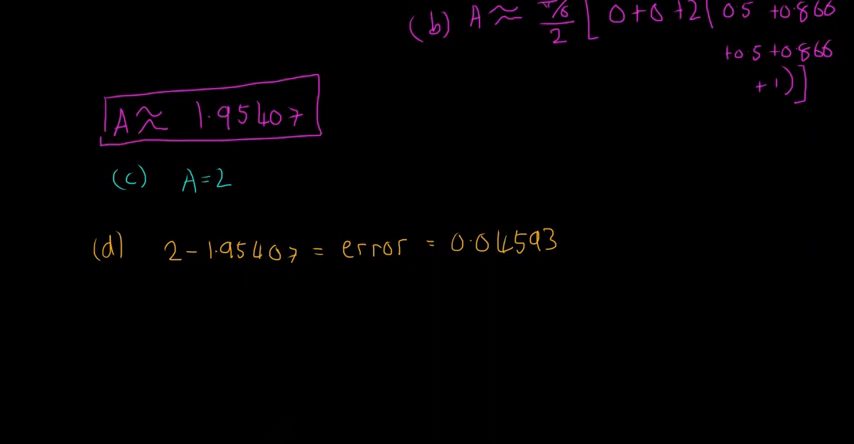 (b) A ≈ π/6/2 [ 0+0+2( 0.5 +0.866
+0.5+0.866
+1)]
A ≈ 1.95407
(c) A=2
(d) 2-1.95407 = error = 0.04593